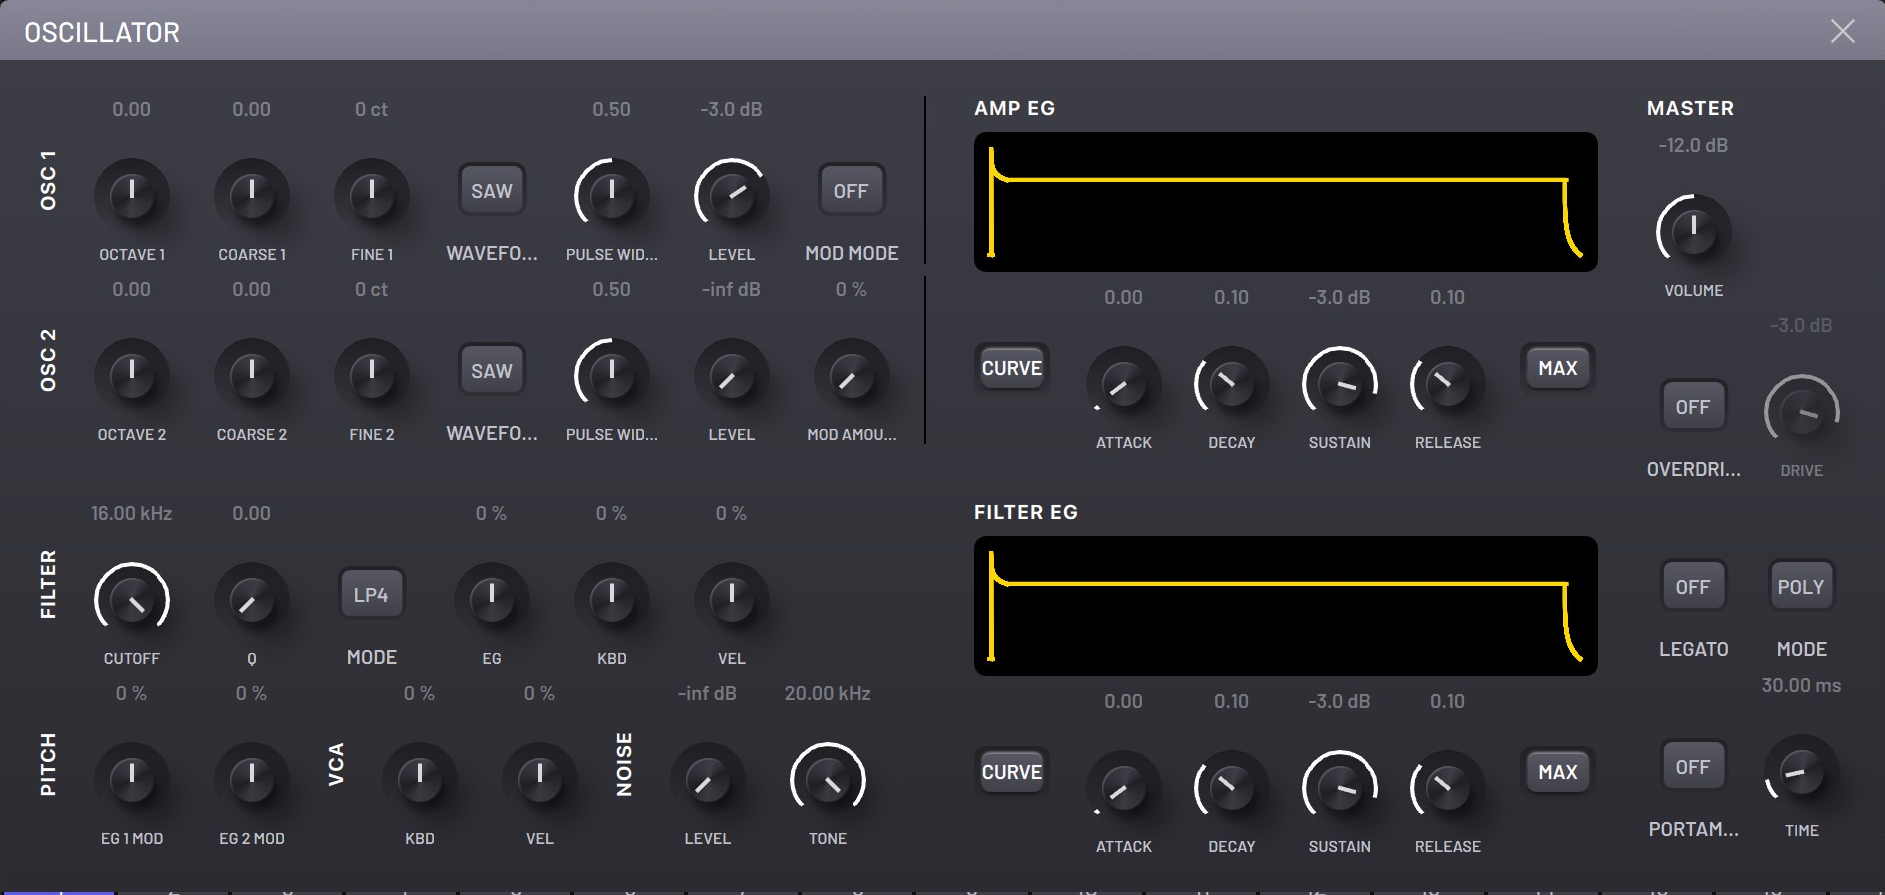 OSCILLATOR
0.00 0.00 0 ct 0.50 -3.0 dB
OSC 1
SAW OFF
OCTAVE 1 COARSE 1 FINE 1 WAVEFO... PULSE WID... LEVEL MOD MODE
0.00 0.00 0 ct 0.50 -inf dB 0 %
OSC 2
SAW
OCTAVE 2 COARSE 2 FINE 2 WAVEFO... PULSE WID... LEVEL MOD AMOU...
16.00 kHz 0.00 0 % 0 % 0 %
FILTER
LP4
CUTOFF Q MODE EG KBD VEL
0 % 0 % 0 % 0 % -inf dB 20.00 kHz
PITCH VCA NOISE
EG 1 MOD EG 2 MOD KBD VEL LEVEL TONE
AMP EG
0.00 0.10 -3.0 dB 0.10
CURVE MAX
ATTACK DECAY SUSTAIN RELEASE
FILTER EG
0.00 0.10 -3.0 dB 0.10
CURVE MAX
ATTACK DECAY SUSTAIN RELEASE
MASTER
-12.0 dB
VOLUME
-3.0 dB
OFF
OVERDRI... DRIVE
OFF POLY
LEGATO MODE
30.00 ms
OFF
PORTAM... TIME